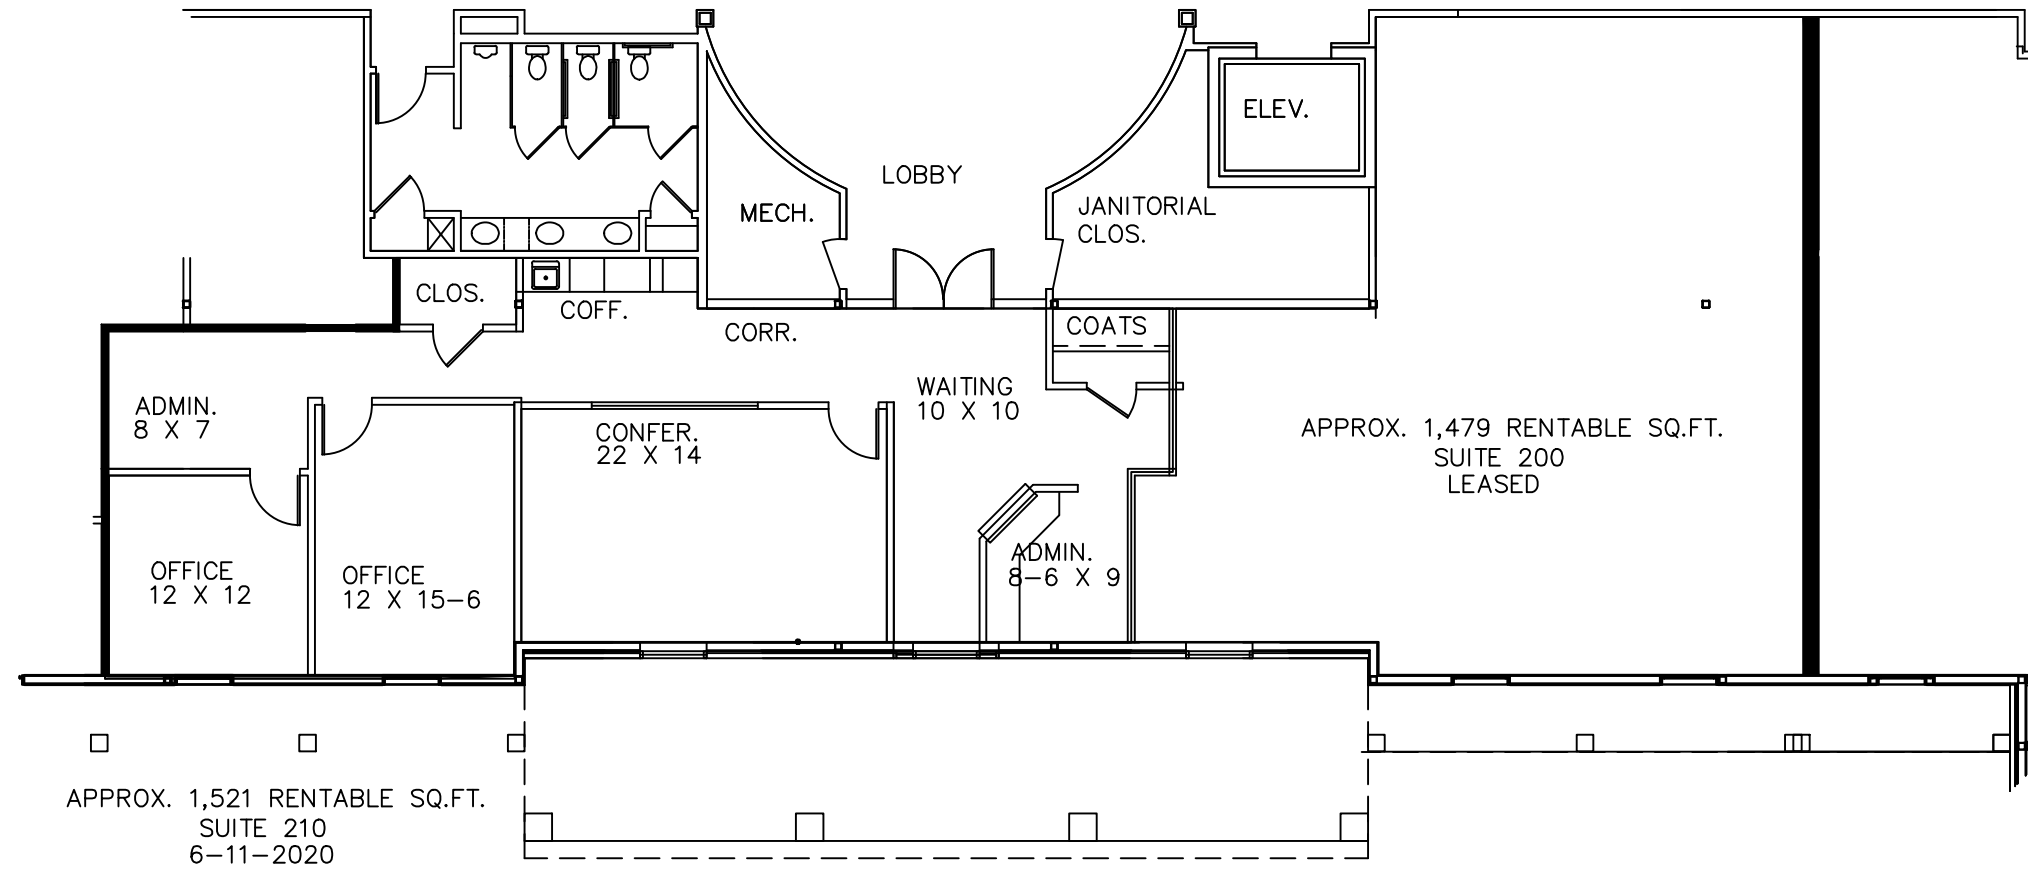 ELEV.
LOBBY
MECH.
JANITORIAL
CLOS.
CLOS.
COFF.
CORR.
COATS
WAITING
10 X 10
ADMIN.
8 X 7
CONFER.
22 X 14
APPROX. 1,479 RENTABLE SQ.FT.
SUITE 200
LEASED
ADMIN.
8-6 X 9
OFFICE
12 X 12
OFFICE
12 X 15-6
APPROX. 1,521 RENTABLE SQ.FT.
SUITE 210
6-11-2020